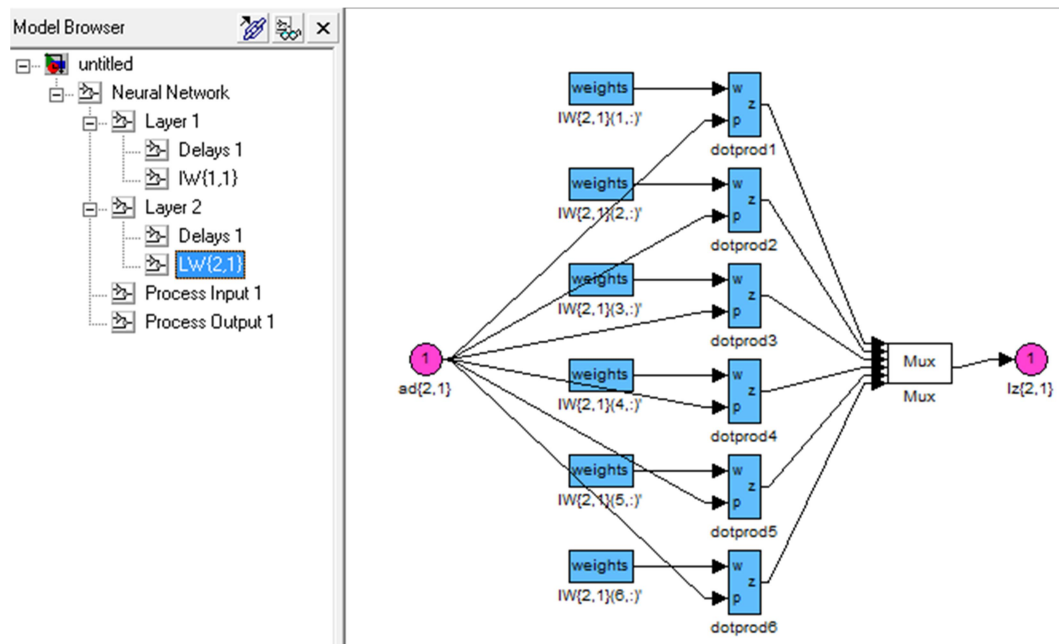 Model Browser
untitled
Neural Network
Layer 1
Delays 1
IW{1,1}
Layer 2
Delays 1
LW{2,1}
Process Input 1
Process Output 1
weights
IW{2,1}(1,:)'
w
p
z
dotprod1
weights
IW{2,1}(2,:)'
w
p
z
dotprod2
weights
IW{2,1}(3,:)'
w
p
z
dotprod3
1
ad{2,1}
weights
IW{2,1}(4,:)'
w
p
z
dotprod4
Mux
Mux
1
lz{2,1}
weights
IW{2,1}(5,:)'
w
p
z
dotprod5
weights
IW{2,1}(6,:)'
w
p
z
dotprod6